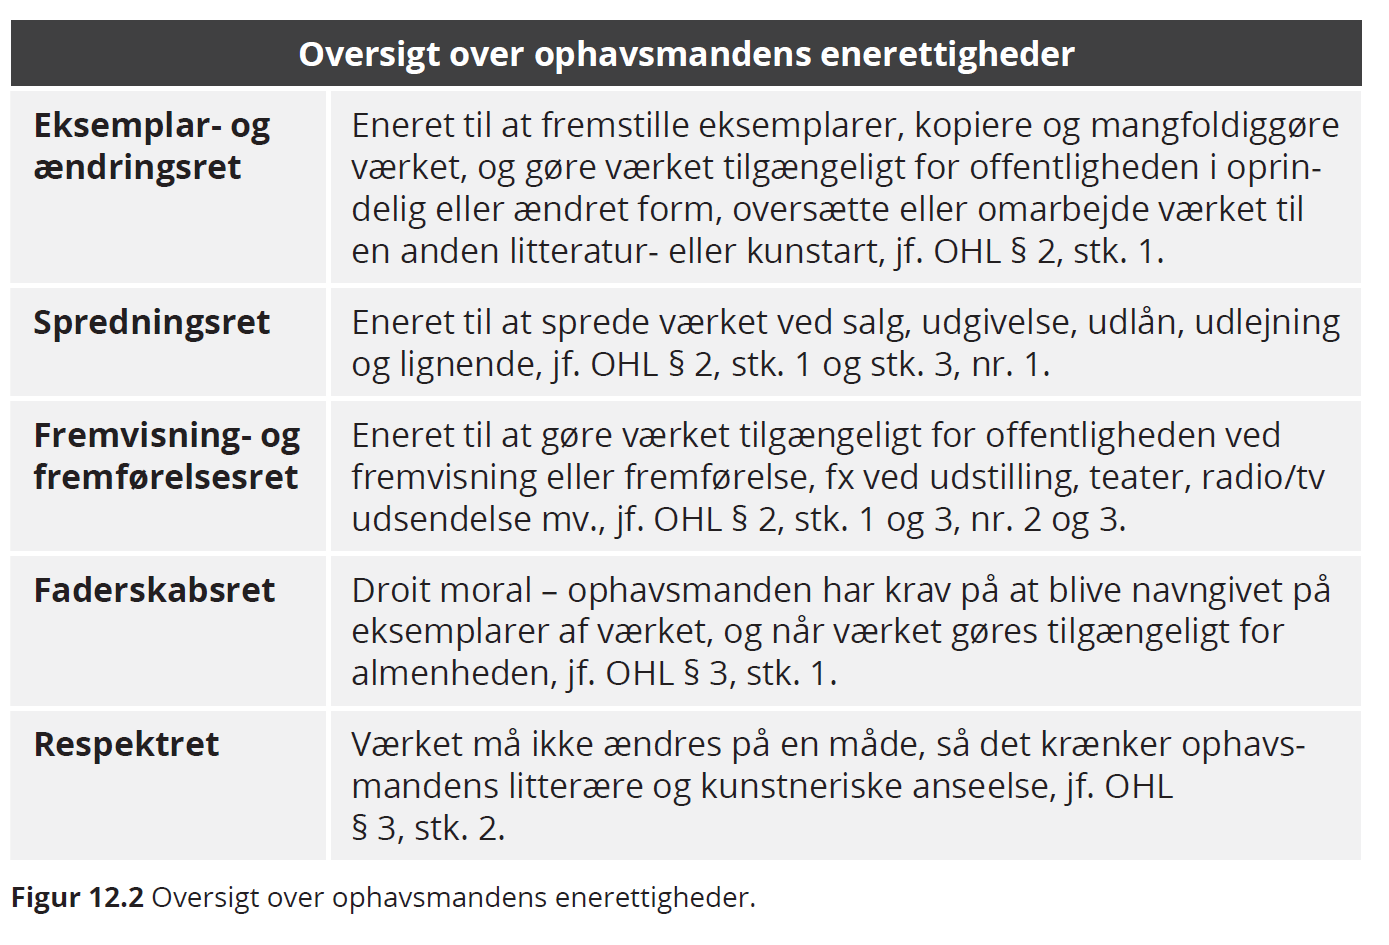 Oversigt over ophavsmandens enerettigheder
Eksemplar- og
ændringsret
Eneret til at fremstille eksemplarer, kopiere og mangfoldiggøre
værket, og gøre værket tilgængeligt for offentligheden i oprin-
delig eller ændret form, oversætte eller omarbejde værket til
en anden litteratur- eller kunstart, jf. OHL § 2, stk. 1.
Spredningsret
Eneret til at sprede værket ved salg, udgivelse, udlån, udlejning
og lignende, jf. OHL § 2, stk. 1 og stk. 3, nr. 1.
Fremvisning- og
fremførelsesret
Eneret til at gøre værket tilgængeligt for offentligheden ved
fremvisning eller fremførelse, fx ved udstilling, teater, radio/tv
udsendelse mv., jf. OHL § 2, stk. 1 og 3, nr. 2 og 3.
Faderskabsret
Droit moral – ophavsmanden har krav på at blive navngivet på
eksemplarer af værket, og når værket gøres tilgængeligt for
almenheden, jf. OHL § 3, stk. 1.
Respektret
Værket må ikke ændres på en måde, så det krænker ophavs-
mandens litterære og kunstneriske anseelse, jf. OHL
§ 3, stk. 2.
Figur 12.2 Oversigt over ophavsmandens enerettigheder.